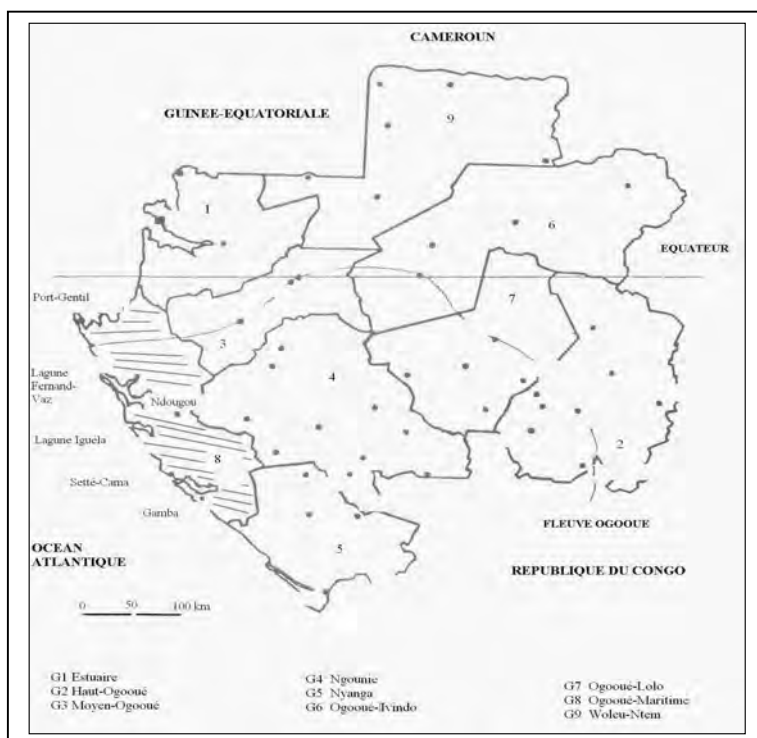 CAMEROUN
GUINEE-EQUATORIALE
9
1
6
EQUATEUR
Port-Gentil
7
3
Lagune
Fernand-
Vaz
Ndougou
4
Lagune Iguéla
8
2
Setté-Cama
Gamba
FLEUVE OGOOUE
OCEAN
ATLANTIQUE
5
REPUBLIQUE DU CONGO
0 50 100 km
G1 Estuaire
G2 Haut-Ogooué
G3 Moyen-Ogooué
G4 Ngounie
G5 Nyanga
G6 Ogooué-Ivindo
G7 Ogooué-Lolo
G8 Ogooué-Maritime
G9 Woleu-Ntem